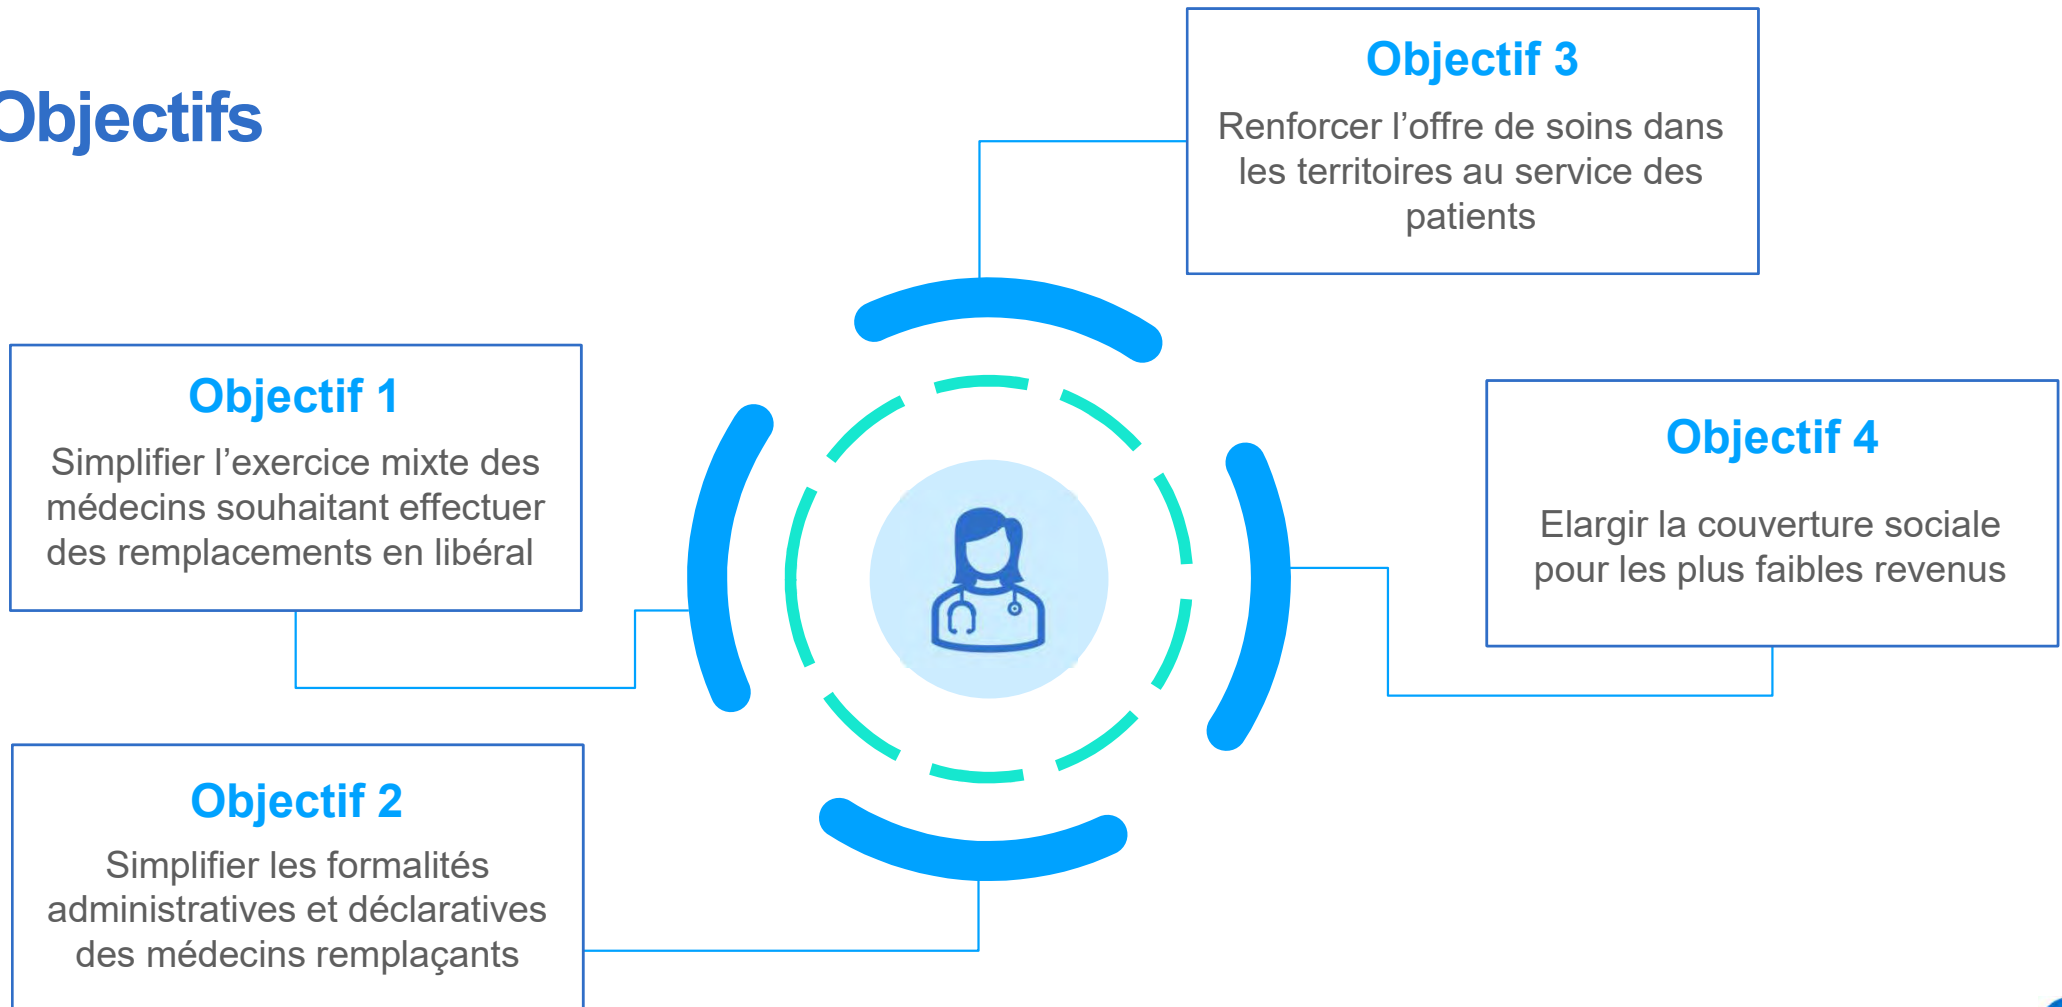 Objectifs
Objectif 1
Simplifier l’exercice mixte des
médecins souhaitant effectuer
des remplacements en libéral
Objectif 2
Simplifier les formalités
administratives et déclaratives
des médecins remplaçants
Objectif 3
Renforcer l’offre de soins dans
les territoires au service des
patients
Objectif 4
Elargir la couverture sociale
pour les plus faibles revenus